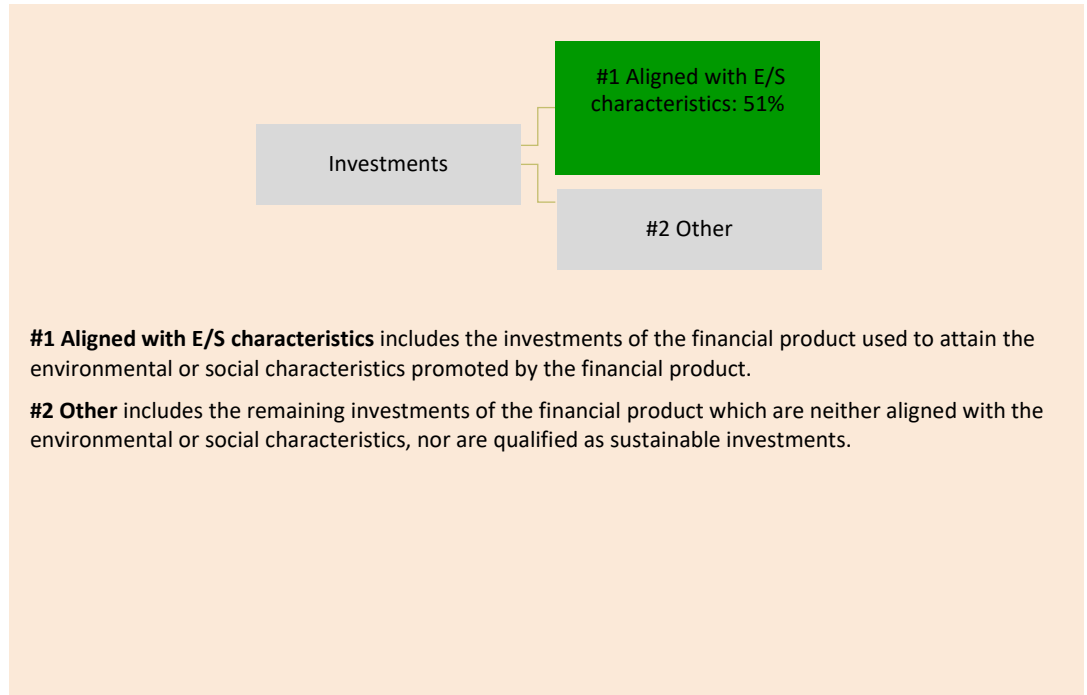 #1 Aligned with E/S
characteristics: 51%
Investments
#2 Other
#1 Aligned with E/S characteristics includes the investments of the financial product used to attain the
environmental or social characteristics promoted by the financial product.
#2 Other includes the remaining investments of the financial product which are neither aligned with the
environmental or social characteristics, nor are qualified as sustainable investments.